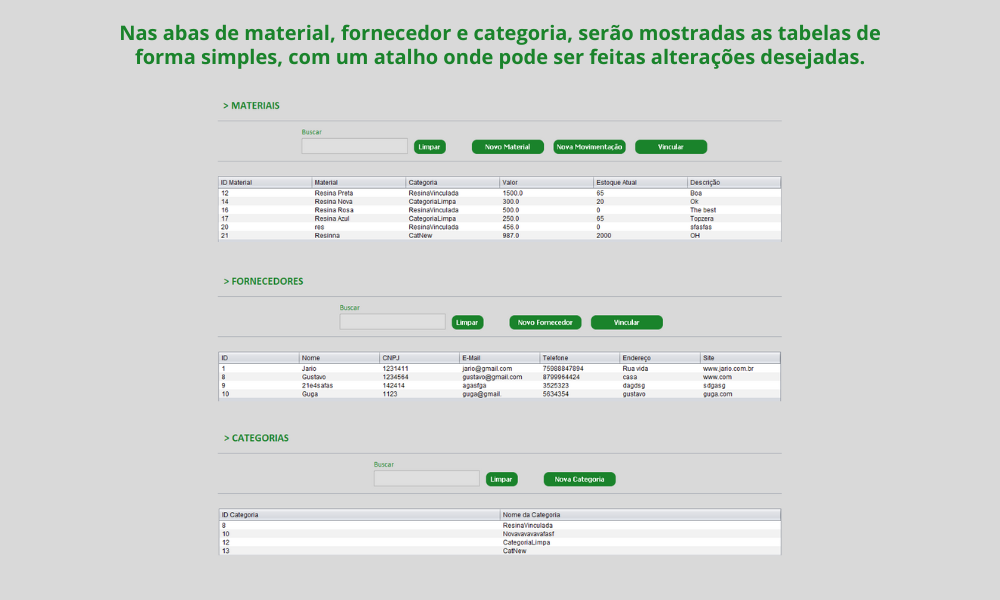 Nas abas de material, fornecedor e categoria, serão mostradas as tabelas de
forma simples, com um atalho onde pode ser feitas alterações desejadas.
> MATERIAIS
Buscar
Limpar Novo Material Nova Movimentação Vincular
ID Material Material Categoria Valor Estoque Atual Descrição
12 Resina Preta ResinaVinculada 1500.0 65 Boa
14 Resina Nova CategoriaLimpa 300.0 20 Ok
16 Resina Rosa ResinaVinculada 500.0 0 The best
17 Resina Azul CategoriaLimpa 250.0 65 Topzera
20 res ResinaVinculada 456.0 0 sfasfas
21 Resinna CatNew 987.0 2000 OH
> FORNECEDORES
Buscar
Limpar Novo Fornecedor Vincular
ID Nome CNPJ E-Mail Telefone Endereço Site
1 Jario 1231411 jario@gmail.com 75988847894 Rua vida www.jario.com.br
8 Gustavo 1234564 gustavo@gmail.com 8799964424 casa www.com
9 21e4safas 142414 agasfga 3525323 dagdsg sdgasg
10 Guga 1123 guga@gmail 5634354 gustavo guga.com
> CATEGORIAS
Buscar
Limpar Nova Categoria
ID Categoria Nome da Categoria
8 ResinaVinculada
10 Novavavavavafasf
12 CategoriaLimpa
13 CatNew